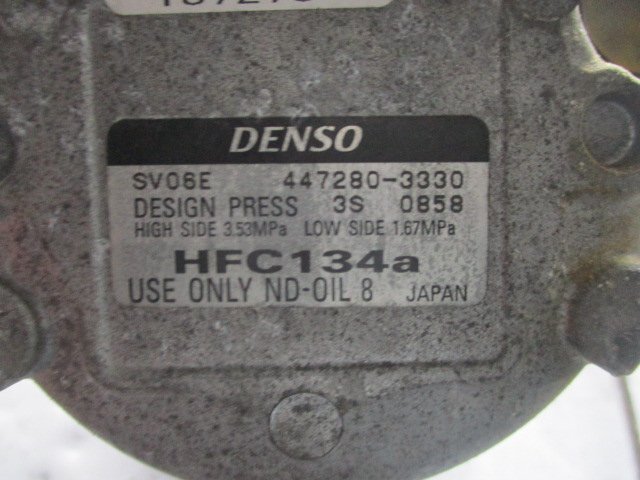 DENSO
SV06E 447280-3330
DESIGN PRESS 3S 0858
HIGH SIDE 3.53MPa LOW SIDE 1.67MPa
HFC134a
USE ONLY ND-OIL 8 JAPAN